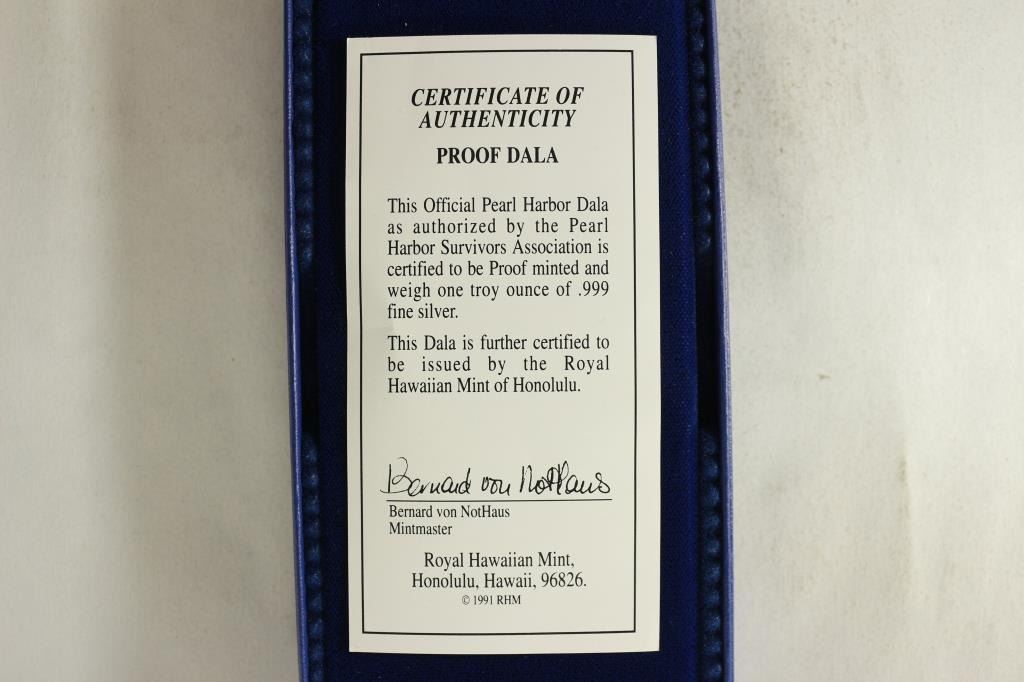 CERTIFICATE OF
AUTHENTICITY
PROOF DALA
This Official Pearl Harbor Dala
as authorized by the Pearl
Harbor Survivors Association is
certified to be Proof minted and
weigh one troy ounce of .999
fine silver.
This Dala is further certified to
be issued by the Royal
Hawaiian Mint of Honolulu.
Bernard von NotHaus
Bernard von NotHaus
Mintmaster
Royal Hawaiian Mint,
Honolulu, Hawaii, 96826.
© 1991 RHM